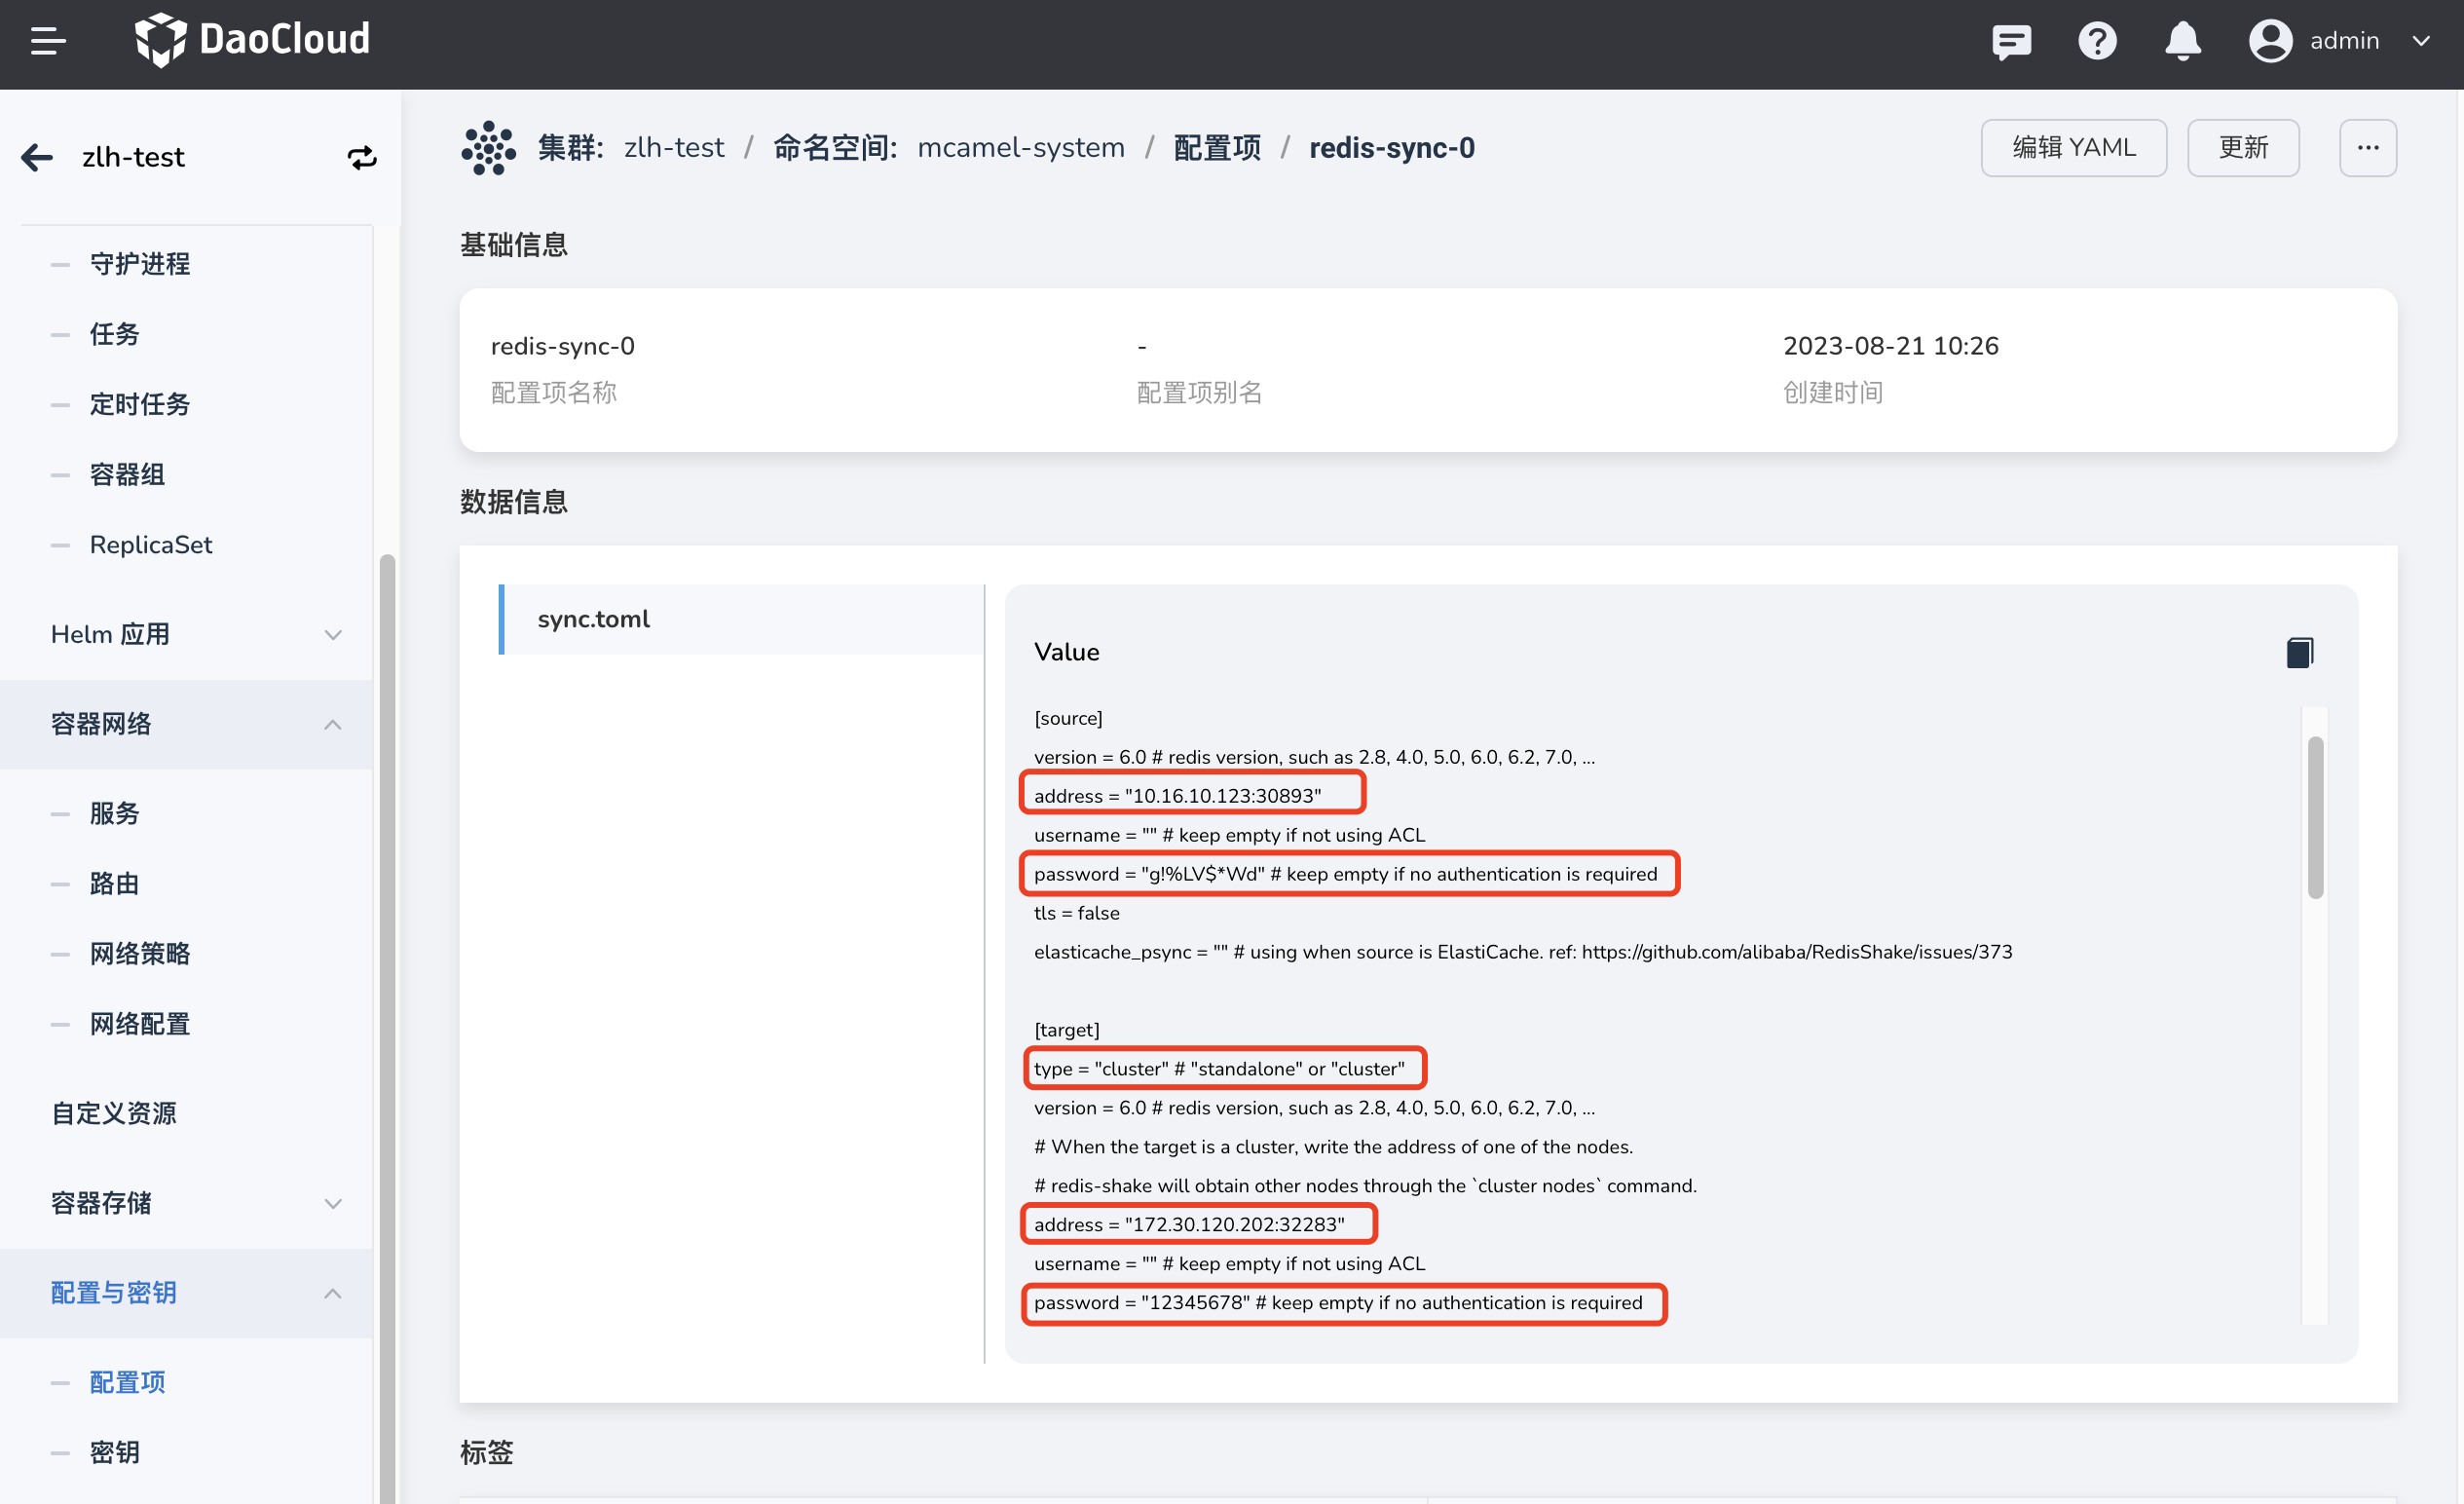 DaoCloud
admin
zlh-test
集群: zlh-test / 命名空间: mcamel-system / 配置项 / redis-sync-0
编辑 YAML
更新
守护进程
任务
定时任务
容器组
ReplicaSet
Helm 应用
容器网络
服务
路由
网络策略
网络配置
自定义资源
容器存储
配置与密钥
配置项
密钥
基础信息
redis-sync-0
配置项名称
-
配置项别名
2023-08-21 10:26
创建时间
数据信息
sync.toml
Value
[source]
version = 6.0 # redis version, such as 2.8, 4.0, 5.0, 6.0, 6.2, 7.0, ...
address = "10.16.10.123:30893"
username = "" # keep empty if not using ACL
password = "g!%LV$*Wd" # keep empty if no authentication is required
tls = false
elasticache_psync = "" # using when source is ElastiCache. ref: https://github.com/alibaba/RedisShake/issues/373
[target]
type = "cluster" # "standalone" or "cluster"
version = 6.0 # redis version, such as 2.8, 4.0, 5.0, 6.0, 6.2, 7.0, ...
# When the target is a cluster, write the address of one of the nodes.
# redis-shake will obtain other nodes through the `cluster nodes` command.
address = "172.30.120.202:32283"
username = "" # keep empty if not using ACL
password = "12345678" # keep empty if no authentication is required
标签